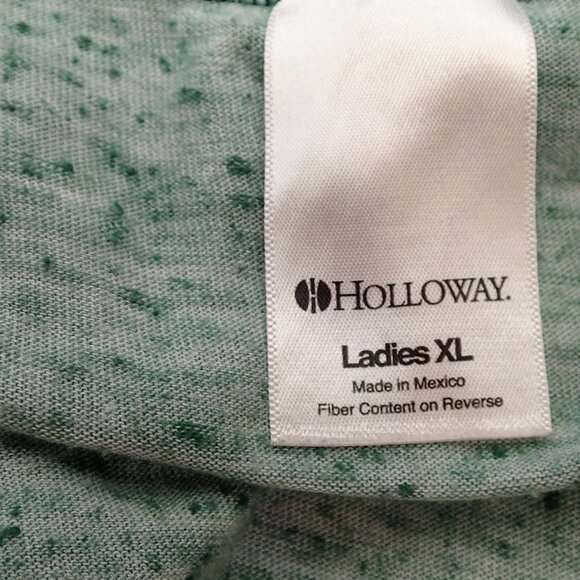 HOLLOWAY.
Ladies XL
Made in Mexico
Fiber Content on Reverse